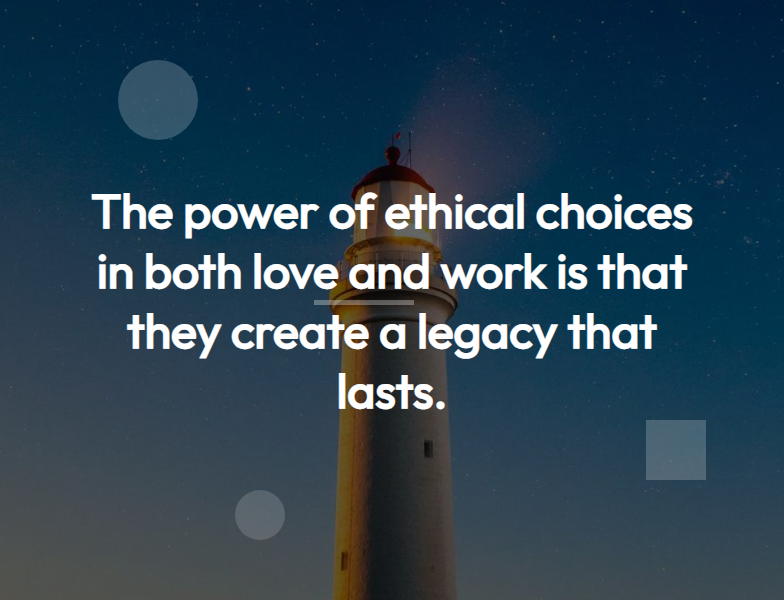 The power of ethical choices
in both love and work is that
they create a legacy that
lasts.